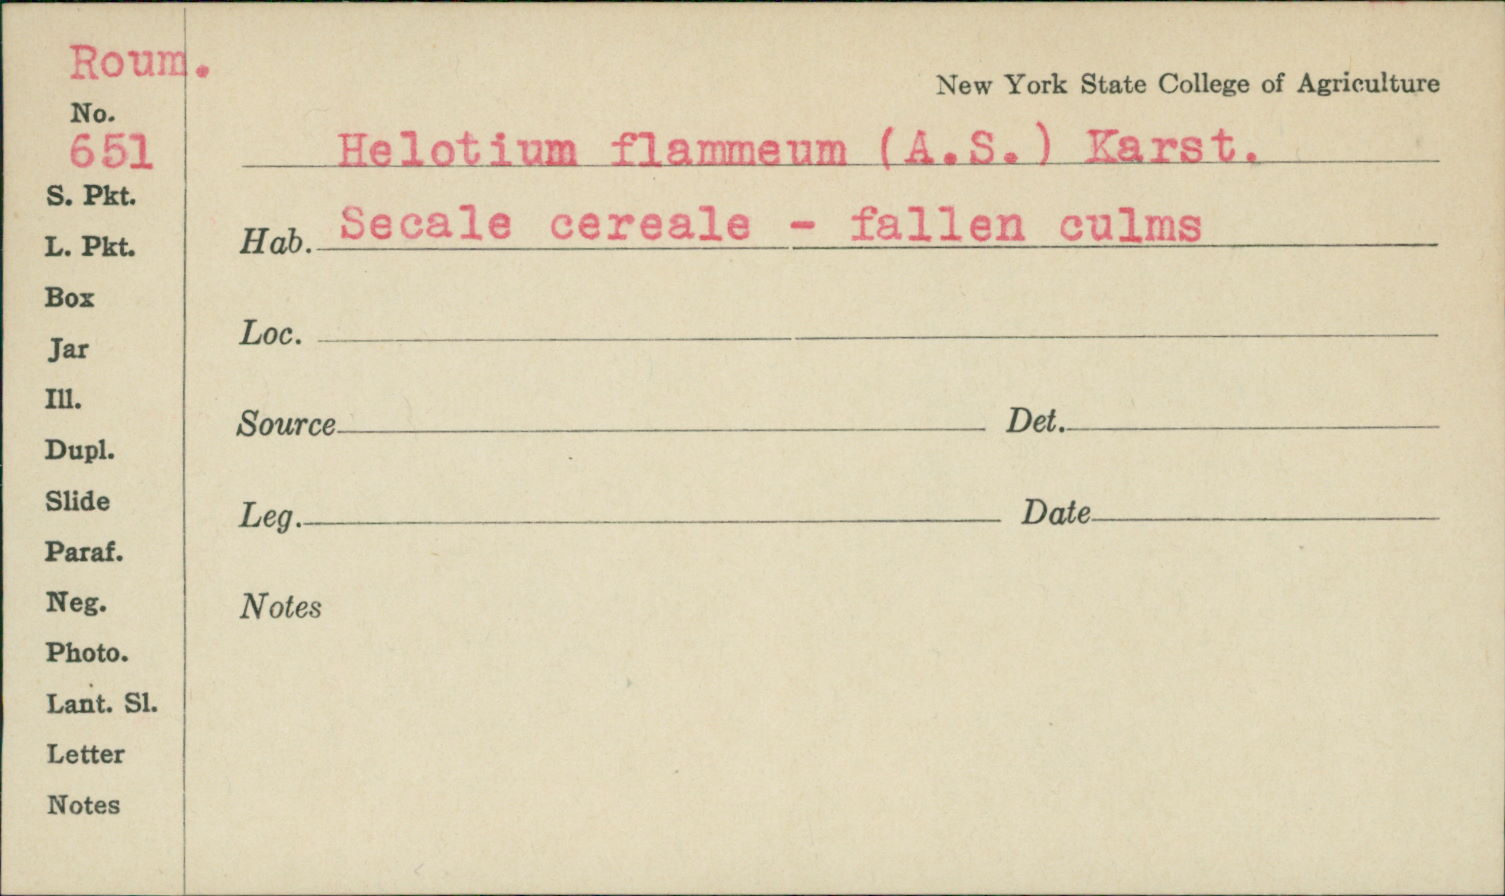 Roum.
New York State College of Agriculture
No.
651
Helotium flammeum (A.S.) Karst.
S. Pkt.
Hab. Secale cereale - fallen culms
L. Pkt.
Box
Loc.
Jar
Ill.
Source Det.
Dupl.
Slide
Leg. Date
Paraf.
Neg.
Notes
Photo.
Lant. Sl.
Letter
Notes